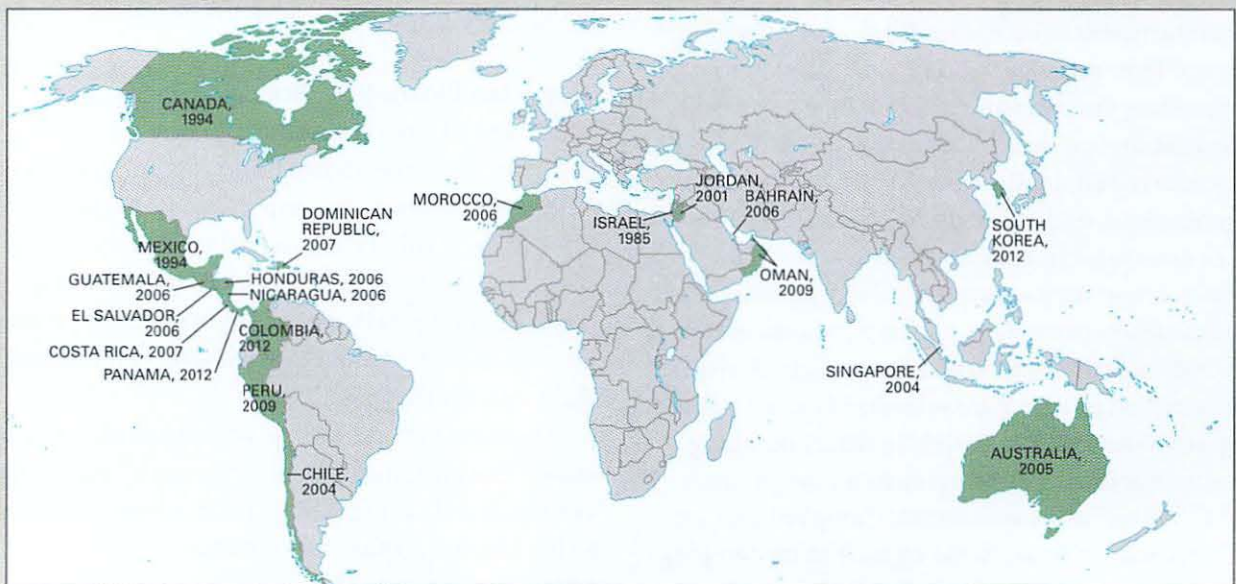 CANADA,
1994
MEXICO,
1994
GUATEMALA,
2006
EL SALVADOR,
2006
COSTA RICA, 2007
PANAMA, 2012
DOMINICAN
REPUBLIC,
2007
HONDURAS, 2006
NICARAGUA, 2006
COLOMBIA,
2012
PERU,
2009
CHILE,
2004
MOROCCO,
2006
ISRAEL,
1985
JORDAN,
2001
BAHRAIN,
2006
OMAN,
2009
SOUTH
KOREA,
2012
SINGAPORE,
2004
AUSTRALIA,
2005